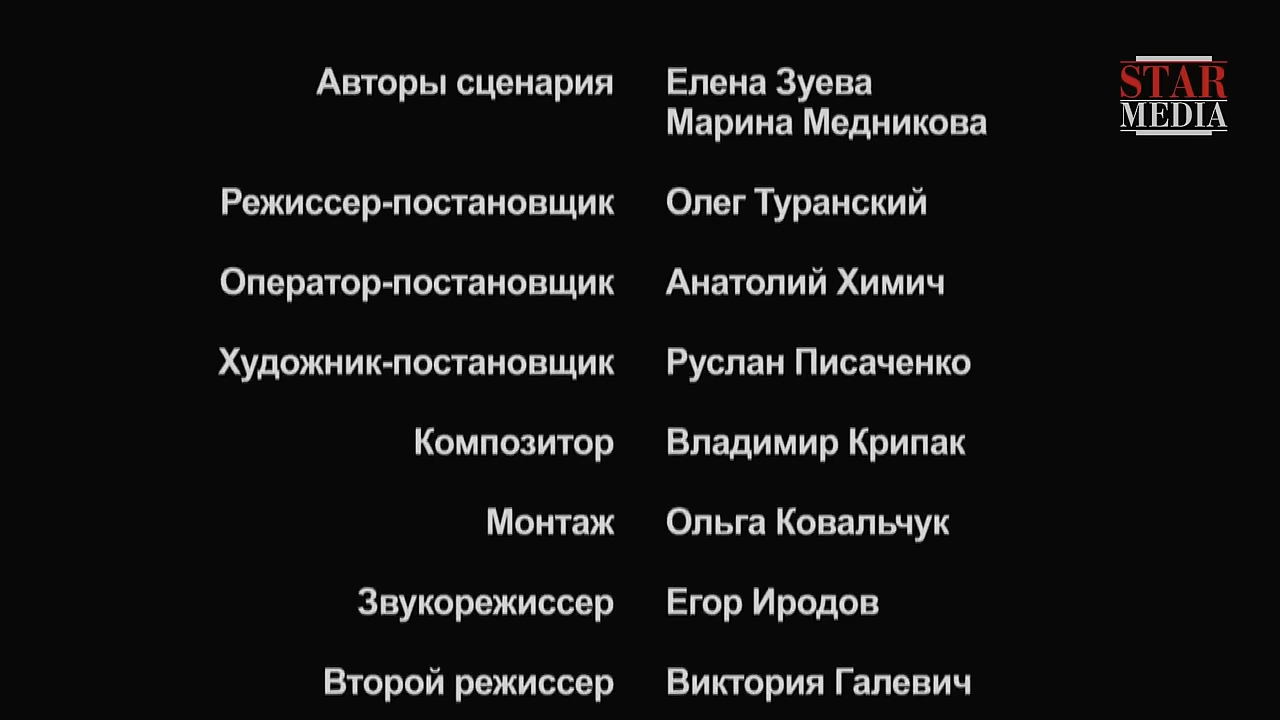 Авторы сценария Елена Зуева
Марина Медникова
STAR
MEDIA
Режиссер-постановщик Олег Туранский
Оператор-постановщик Анатолий Химич
Художник-постановщик Руслан Писаченко
Композитор Владимир Крипак
Монтаж Ольга Ковальчук
Звукорежиссер Егор Иродов
Второй режиссер Виктория Галевич